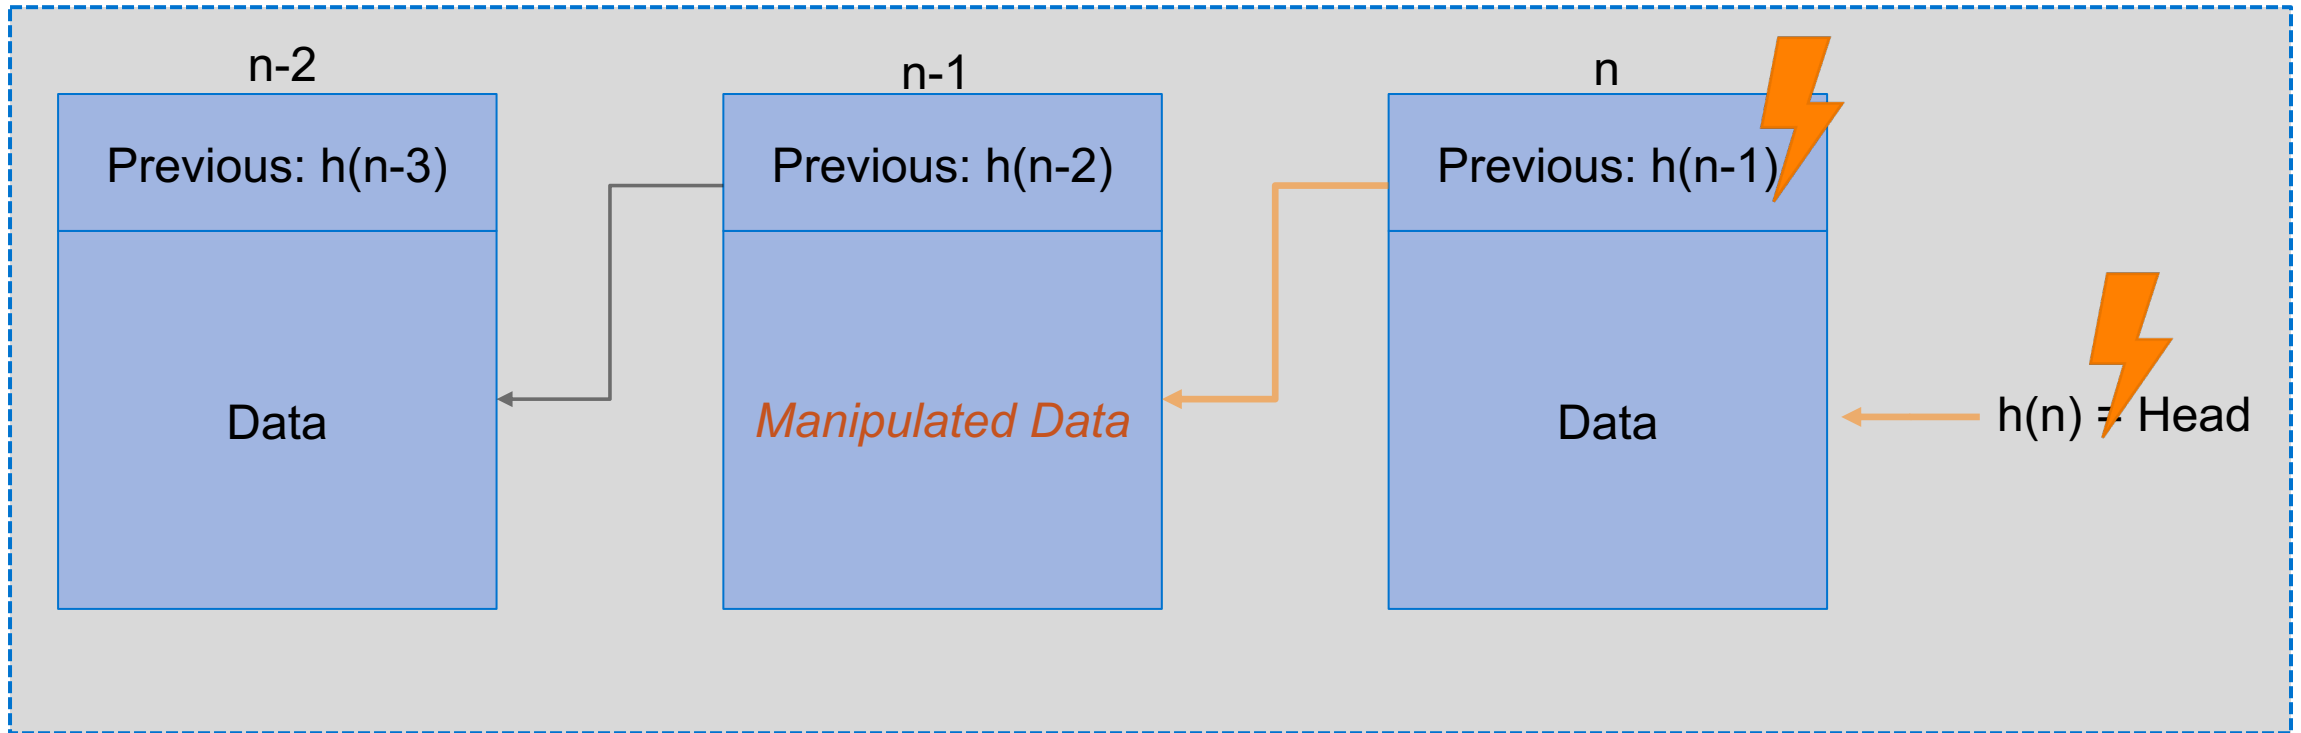 n-2
n-1
n
Previous: h(n-3)
Previous: h(n-2)
Previous: h(n-1)
Data
Manipulated Data
Data
h(n) = Head